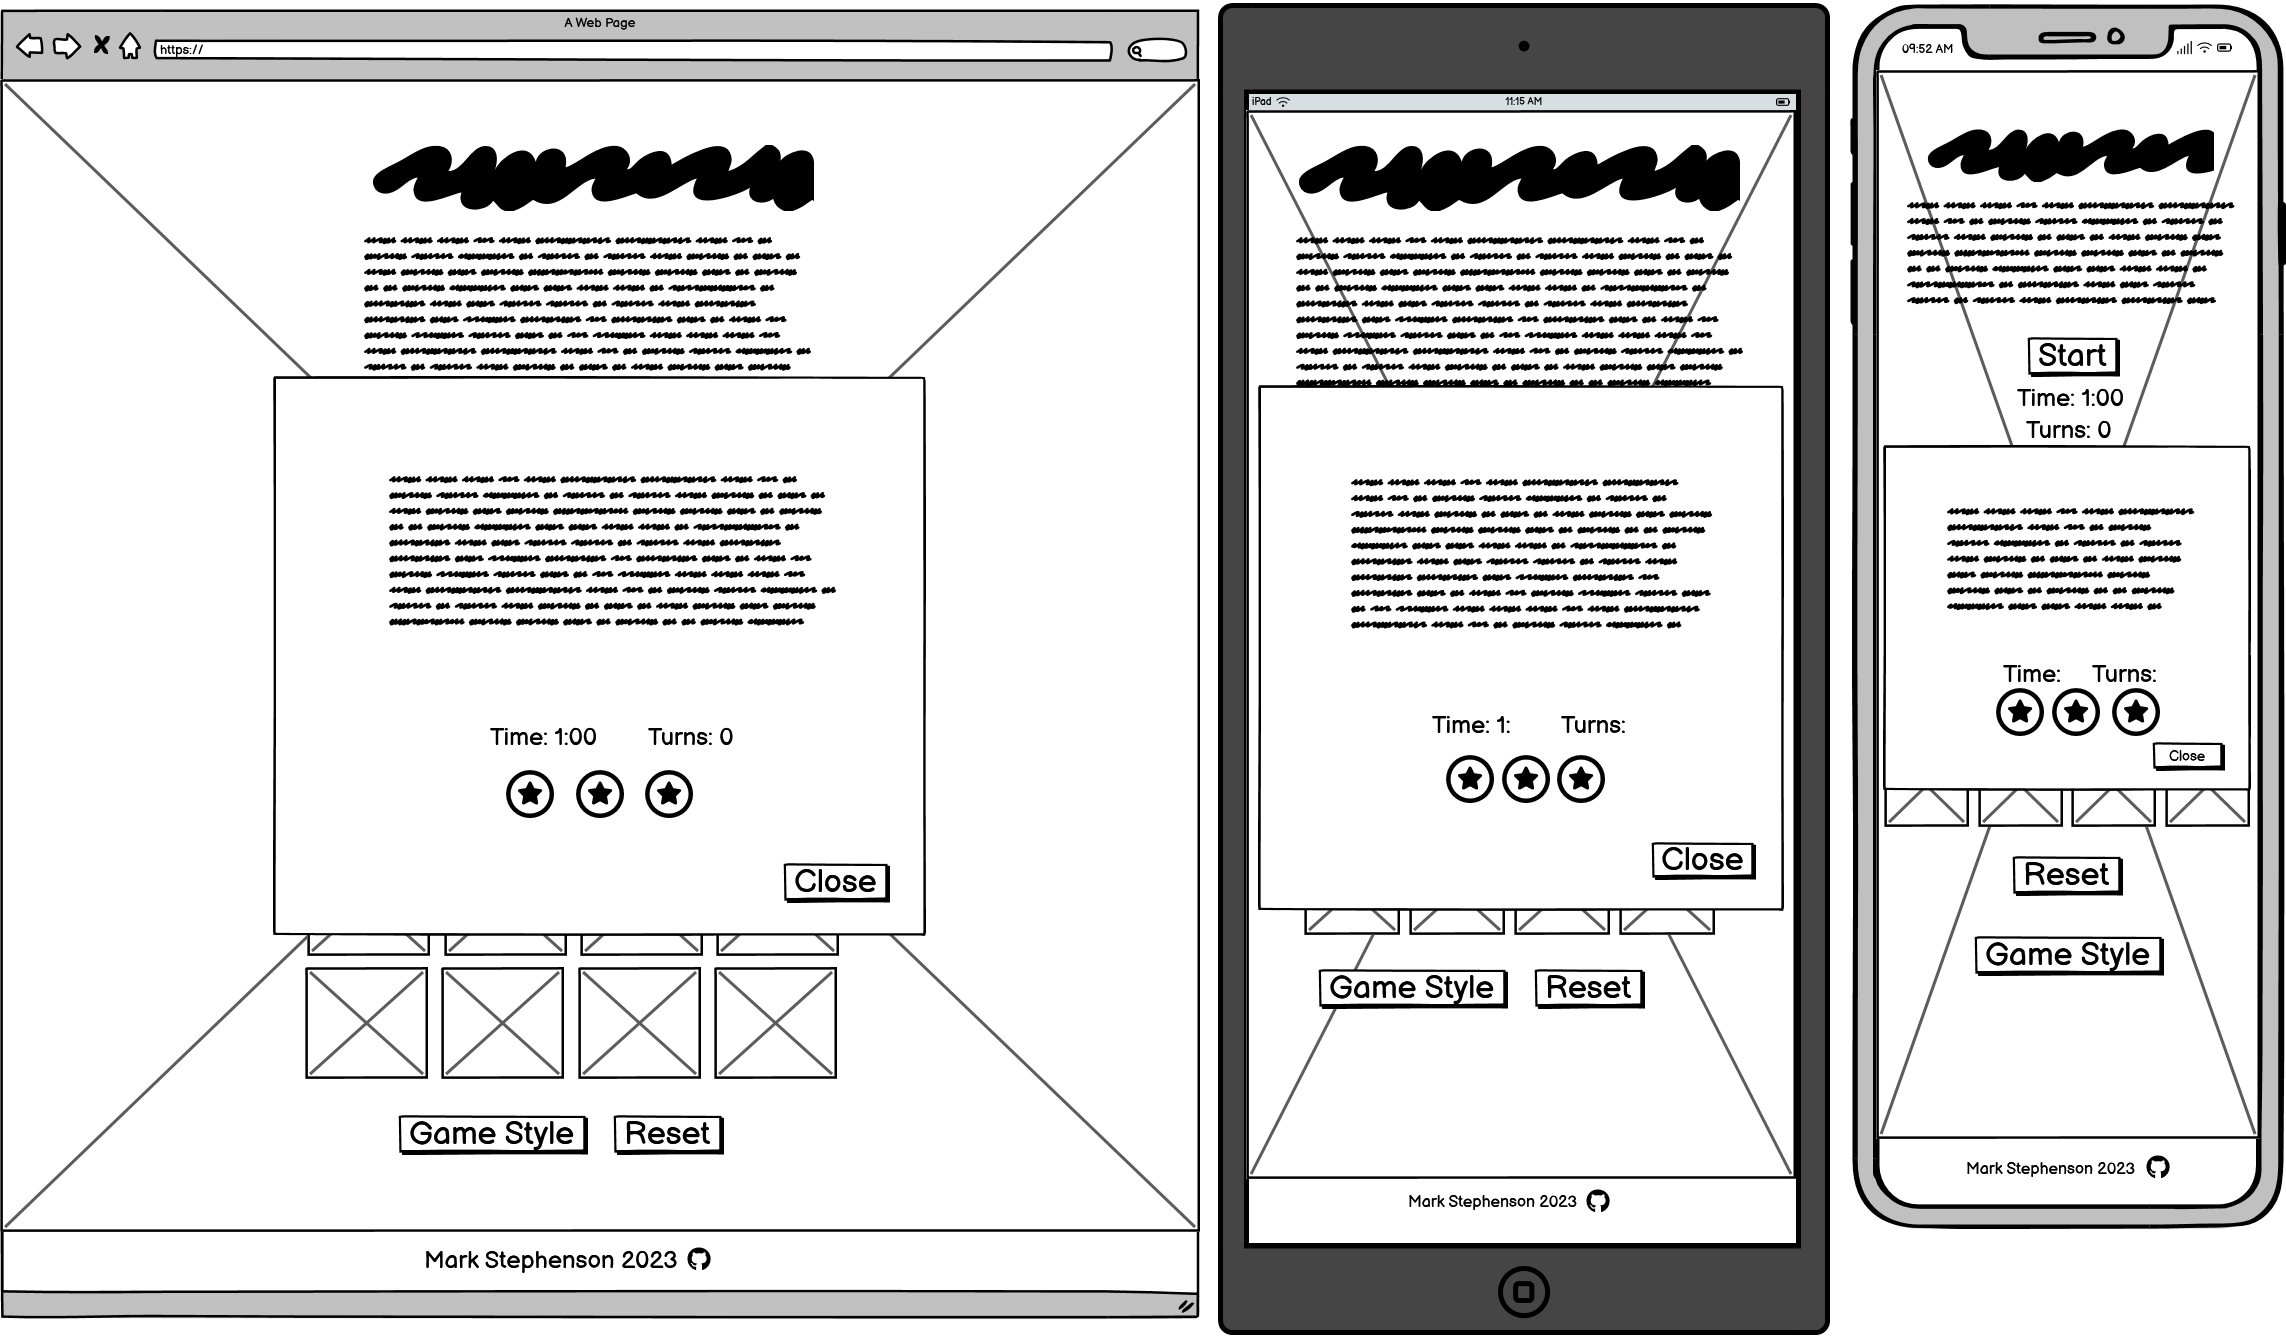 A Web Page
https://
Time: 1:00 Turns: 0
Close
Game Style Reset
Mark Stephenson 2023
iPad 11:15 AM
Time: 1: Turns:
Close
Game Style Reset
Mark Stephenson 2023
09:52 AM
Start
Time: 1:00
Turns: 0
Time: Turns:
Close
Reset
Game Style
Mark Stephenson 2023